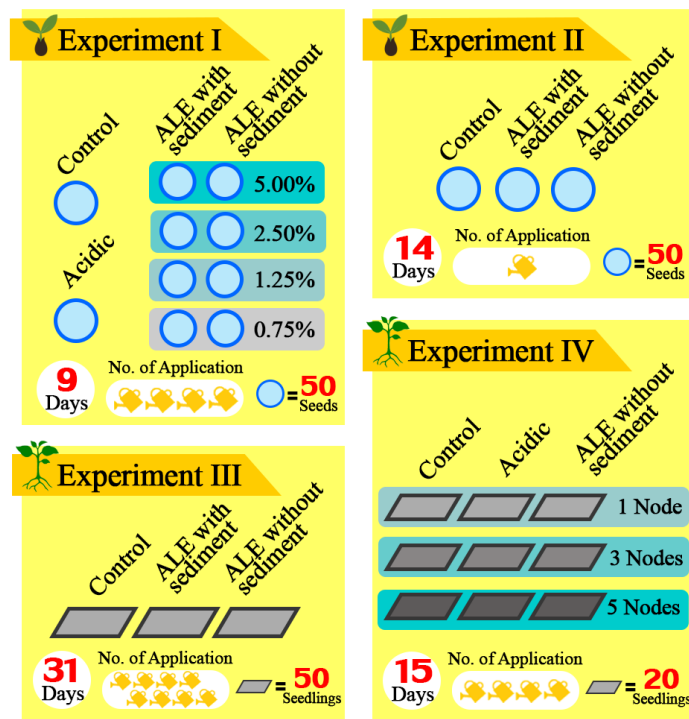 Experiment I
Control
Acidic
ALE with
sediment
ALE without
sediment
5.00%
2.50%
1.25%
0.75%
9
Days
No. of Application
=50
Seeds
Experiment II
Control
ALE with
sediment
ALE without
sediment
14
Days
No. of Application
=50
Seeds
Experiment III
Control
ALE with
sediment
ALE without
sediment
31
Days
No. of Application
=50
Seedlings
Experiment IV
Control
Acidic
ALE without
sediment
1 Node
3 Nodes
5 Nodes
15
Days
No. of Application
=20
Seedlings